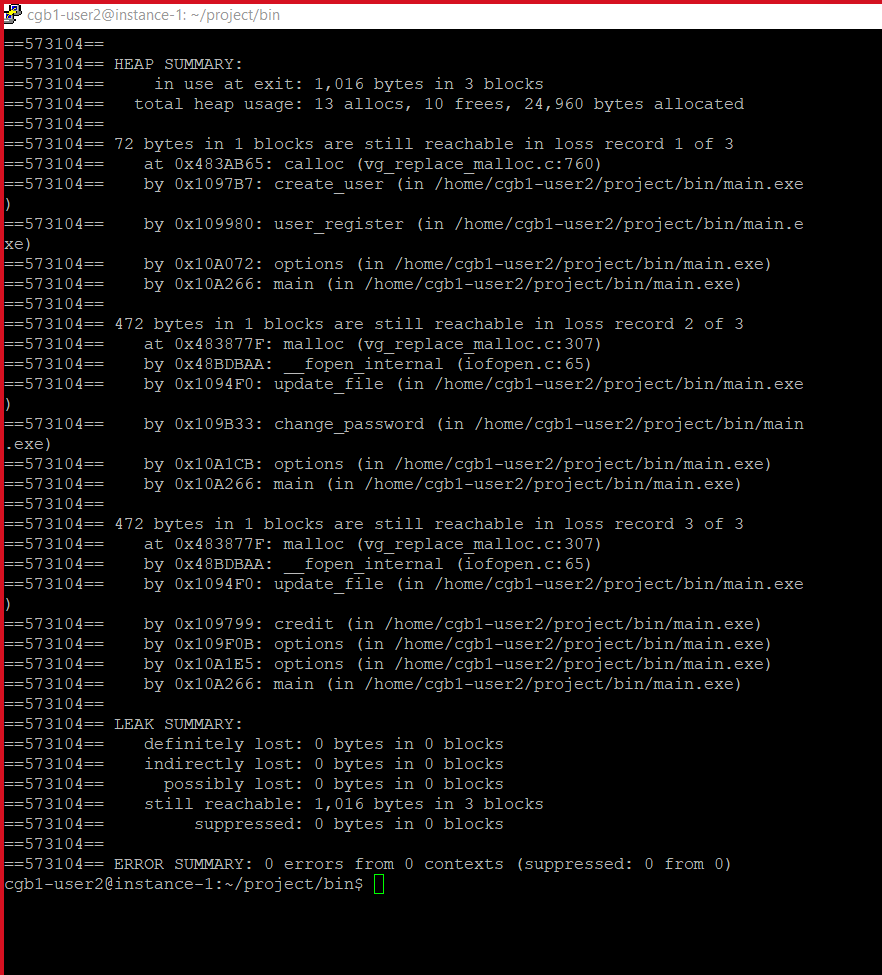 cgb1-user2@instance-1: ~/project/bin
==573104==
==573104== HEAP SUMMARY:
==573104==     in use at exit: 1,016 bytes in 3 blocks
==573104==   total heap usage: 13 allocs, 10 frees, 24,960 bytes allocated
==573104==
==573104== 72 bytes in 1 blocks are still reachable in loss record 1 of 3
==573104==    at 0x483AB65: calloc (vg_replace_malloc.c:760)
==573104==    by 0x1097B7: create_user (in /home/cgb1-user2/project/bin/main.exe
)
==573104==    by 0x109980: user_register (in /home/cgb1-user2/project/bin/main.e
xe)
==573104==    by 0x10A072: options (in /home/cgb1-user2/project/bin/main.exe)
==573104==    by 0x10A266: main (in /home/cgb1-user2/project/bin/main.exe)
==573104==
==573104== 472 bytes in 1 blocks are still reachable in loss record 2 of 3
==573104==    at 0x483877F: malloc (vg_replace_malloc.c:307)
==573104==    by 0x48BDBAA: __fopen_internal (iofopen.c:65)
==573104==    by 0x1094F0: update_file (in /home/cgb1-user2/project/bin/main.exe
)
==573104==    by 0x109B33: change_password (in /home/cgb1-user2/project/bin/main
.exe)
==573104==    by 0x10A1CB: options (in /home/cgb1-user2/project/bin/main.exe)
==573104==    by 0x10A266: main (in /home/cgb1-user2/project/bin/main.exe)
==573104==
==573104== 472 bytes in 1 blocks are still reachable in loss record 3 of 3
==573104==    at 0x483877F: malloc (vg_replace_malloc.c:307)
==573104==    by 0x48BDBAA: __fopen_internal (iofopen.c:65)
==573104==    by 0x1094F0: update_file (in /home/cgb1-user2/project/bin/main.exe
)
==573104==    by 0x109799: credit (in /home/cgb1-user2/project/bin/main.exe)
==573104==    by 0x109F0B: options (in /home/cgb1-user2/project/bin/main.exe)
==573104==    by 0x10A1E5: options (in /home/cgb1-user2/project/bin/main.exe)
==573104==    by 0x10A266: main (in /home/cgb1-user2/project/bin/main.exe)
==573104==
==573104== LEAK SUMMARY:
==573104==    definitely lost: 0 bytes in 0 blocks
==573104==    indirectly lost: 0 bytes in 0 blocks
==573104==      possibly lost: 0 bytes in 0 blocks
==573104==    still reachable: 1,016 bytes in 3 blocks
==573104==         suppressed: 0 bytes in 0 blocks
==573104==
==573104== ERROR SUMMARY: 0 errors from 0 contexts (suppressed: 0 from 0)
cgb1-user2@instance-1:~/project/bin$